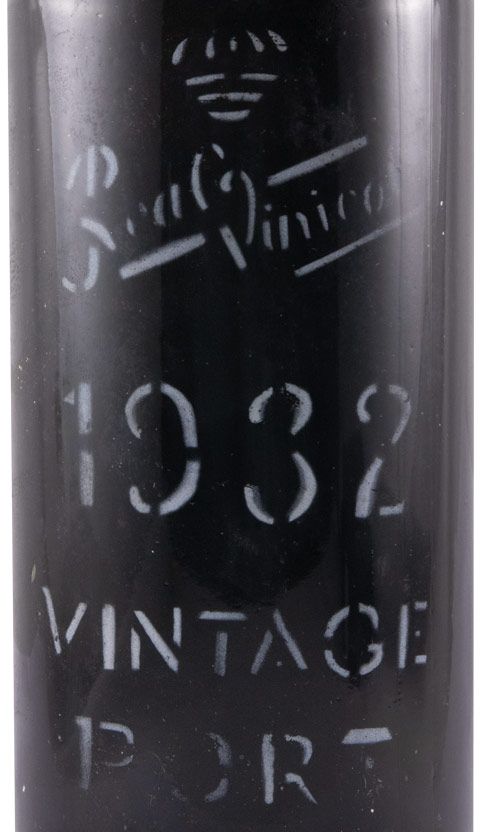 Real Vinicola
1982
VINTAGE
PORT